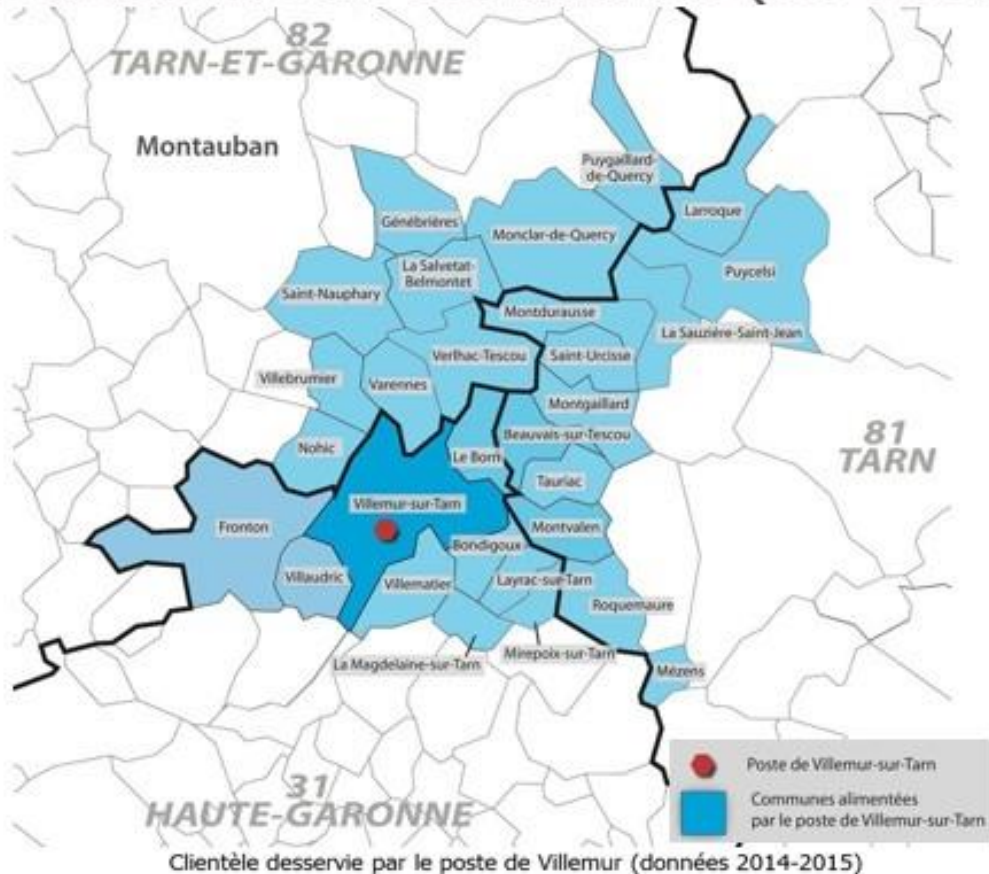 82
TARN-ET-GARONNE
Montauban
Puygaillard-
de-Quercy
Larroque
Génébrières
Monclar-de-Quercy
La Salvetat-
Belmontet
Puycelsi
Saint-Nauphary
Montdurausse
La Sauzière-Saint-Jean
Verlhac-Tescou
Saint-Urcisse
Villebrumier
Varennes
Montgaillard
Beauvais-sur-Tescou
81
TARN
Nohic
Le Born
Tauriac
Villemur-sur-Tarn
Fronton
Montvalen
Bondigoux
Villaudric
Villematier
Layrac-sur-Tarn
Roquemaure
La Magdelaine-sur-Tarn
Mirepoix-sur-Tarn
Mézens
31
HAUTE-GARONNE
Poste de Villemur-sur-Tarn
Communes alimentées
par le poste de Villemur-sur-Tarn
Clientèle desservie par le poste de Villemur (données 2014-2015)